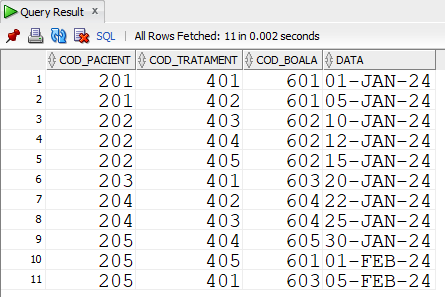 Query Result x
SQL | All Rows Fetched: 11 in 0.002 seconds
COD_PACIENT COD_TRATAMENT COD_BOALA DATA
1 201 401 601 01-JAN-24
2 201 402 601 05-JAN-24
3 202 403 602 10-JAN-24
4 202 404 602 12-JAN-24
5 202 405 602 15-JAN-24
6 203 401 603 20-JAN-24
7 204 402 604 22-JAN-24
8 204 403 604 25-JAN-24
9 205 404 605 30-JAN-24
10 205 405 601 01-FEB-24
11 205 401 603 05-FEB-24